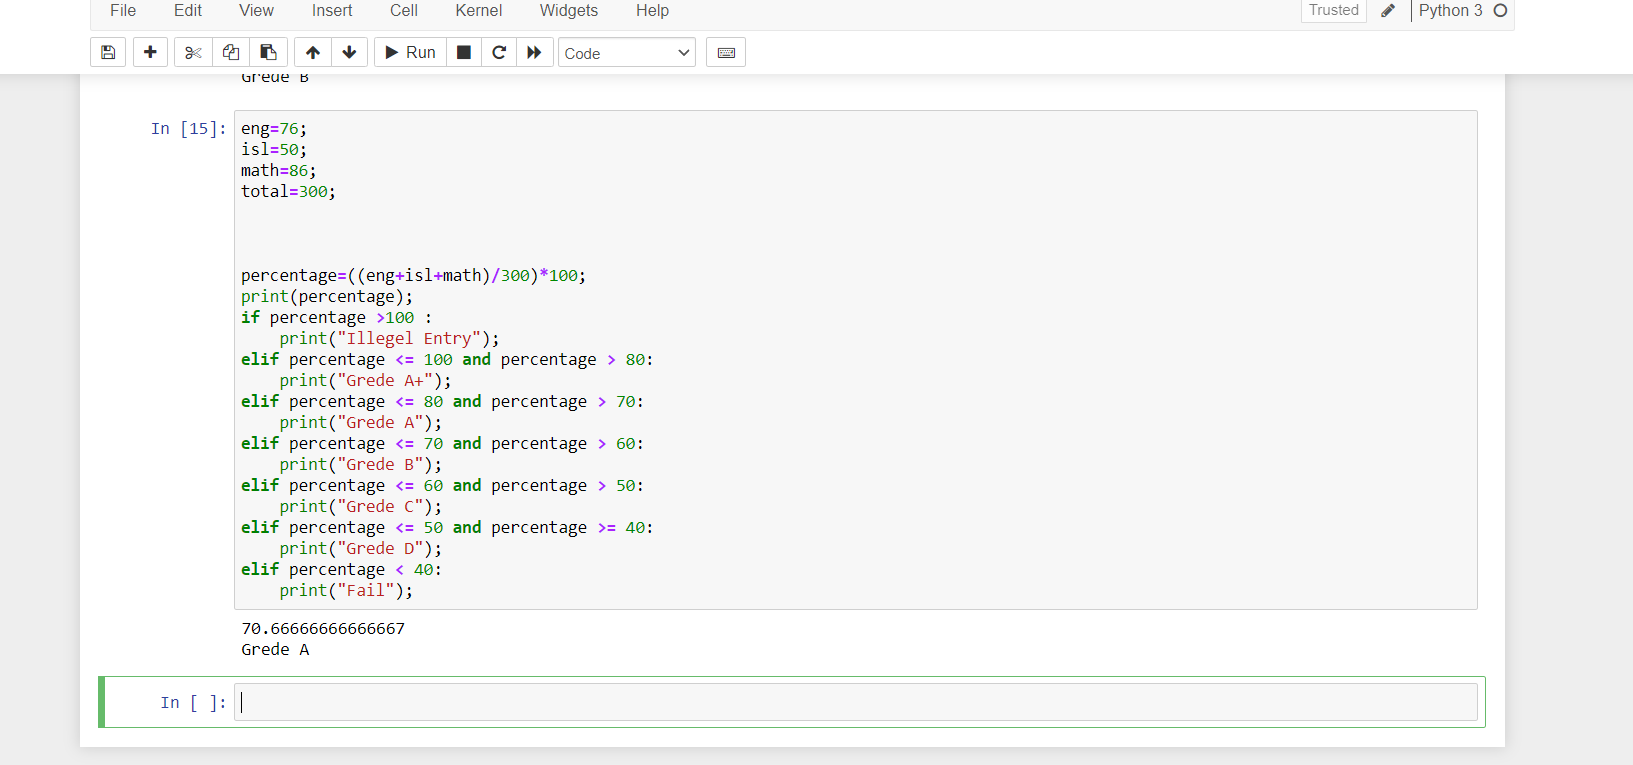 File Edit View Insert Cell Kernel Widgets Help Trusted Python 3
Run Code
Grede B
In [15]:
eng=76;
isl=50;
math=86;
total=300;
percentage=((eng+isl+math)/300)*100;
print(percentage);
if percentage >100 :
    print("Illegel Entry");
elif percentage <= 100 and percentage > 80:
    print("Grede A+");
elif percentage <= 80 and percentage > 70:
    print("Grede A");
elif percentage <= 70 and percentage > 60:
    print("Grede B");
elif percentage <= 60 and percentage > 50:
    print("Grede C");
elif percentage <= 50 and percentage >= 40:
    print("Grede D");
elif percentage < 40:
    print("Fail");
70.66666666666667
Grede A
In [ ]: